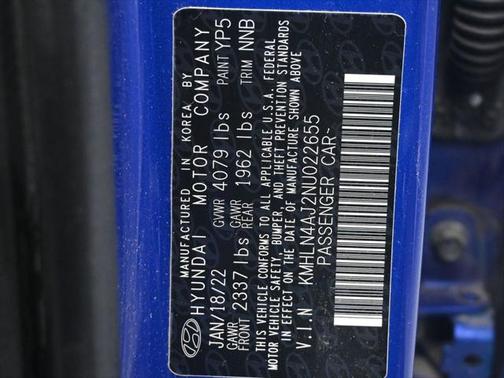 MANUFACTURED IN KOREA BY
HYUNDAI MOTOR COMPANY
JAN/18/22 GVWR 4079 lbs PAINT YP5
GAWR FRONT 2337 lbs GAWR REAR 1962 lbs TRIM NNB
THIS VEHICLE CONFORMS TO ALL APPLICABLE U.S.A. FEDERAL
MOTOR VEHICLE SAFETY, BUMPER, AND THEFT PREVENTION STANDARDS
IN EFFECT ON THE DATE OF MANUFACTURE SHOWN ABOVE
V.I.N KMHLN4AJ2NU022655
PASSENGER CAR~